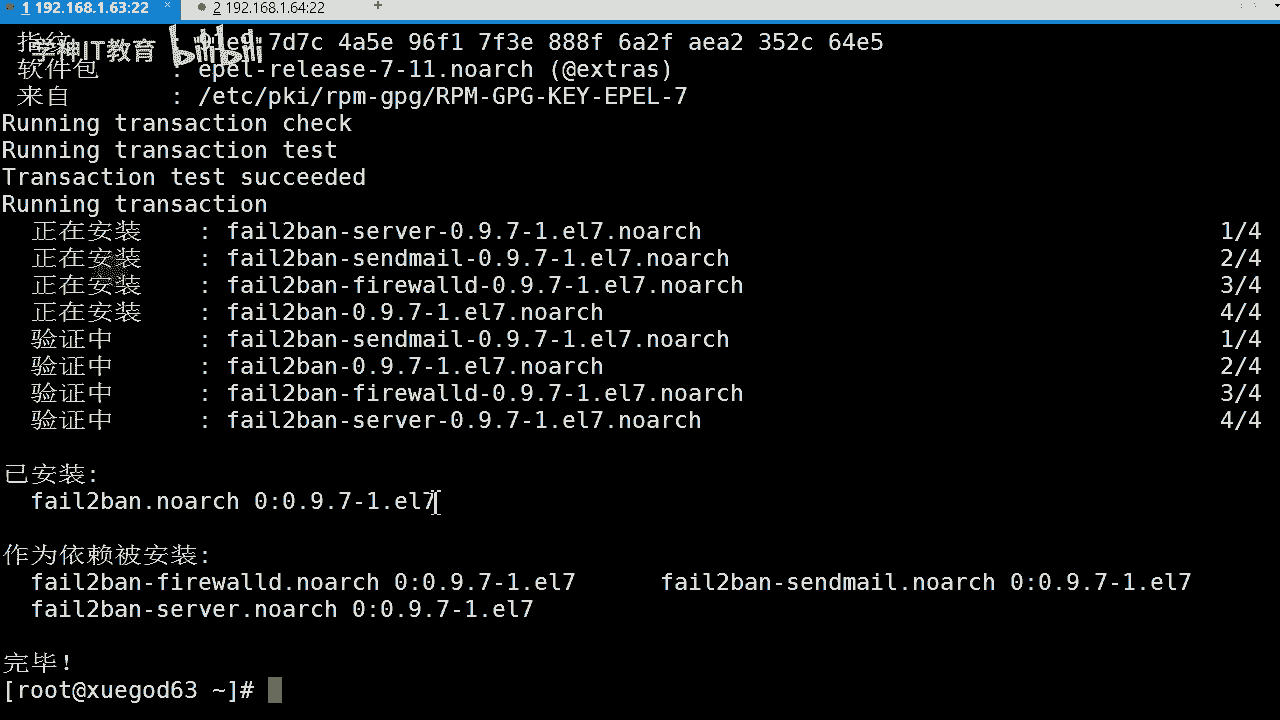 1 192.168.1.63:22 × 2 192.168.1.64:22 +
指纹 7d7c 4a5e 96f1 7f3e 888f 6a2f aea2 352c 64e5
学神IT教育 bilibili
软件包 : epel-release-7-11.noarch (@extras)
来自 : /etc/pki/rpm-gpg/RPM-GPG-KEY-EPEL-7
Running transaction check
Running transaction test
Transaction test succeeded
Running transaction
正在安装 : fail2ban-server-0.9.7-1.el7.noarch 1/4
正在安装 : fail2ban-sendmail-0.9.7-1.el7.noarch 2/4
正在安装 : fail2ban-firewalld-0.9.7-1.el7.noarch 3/4
正在安装 : fail2ban-0.9.7-1.el7.noarch 4/4
验证中 : fail2ban-sendmail-0.9.7-1.el7.noarch 1/4
验证中 : fail2ban-0.9.7-1.el7.noarch 2/4
验证中 : fail2ban-firewalld-0.9.7-1.el7.noarch 3/4
验证中 : fail2ban-server-0.9.7-1.el7.noarch 4/4
已安装:
fail2ban.noarch 0:0.9.7-1.el7
作为依赖被安装:
fail2ban-firewalld.noarch 0:0.9.7-1.el7 fail2ban-sendmail.noarch 0:0.9.7-1.el7
fail2ban-server.noarch 0:0.9.7-1.el7
完毕！
[root@xuegod63 ~]#